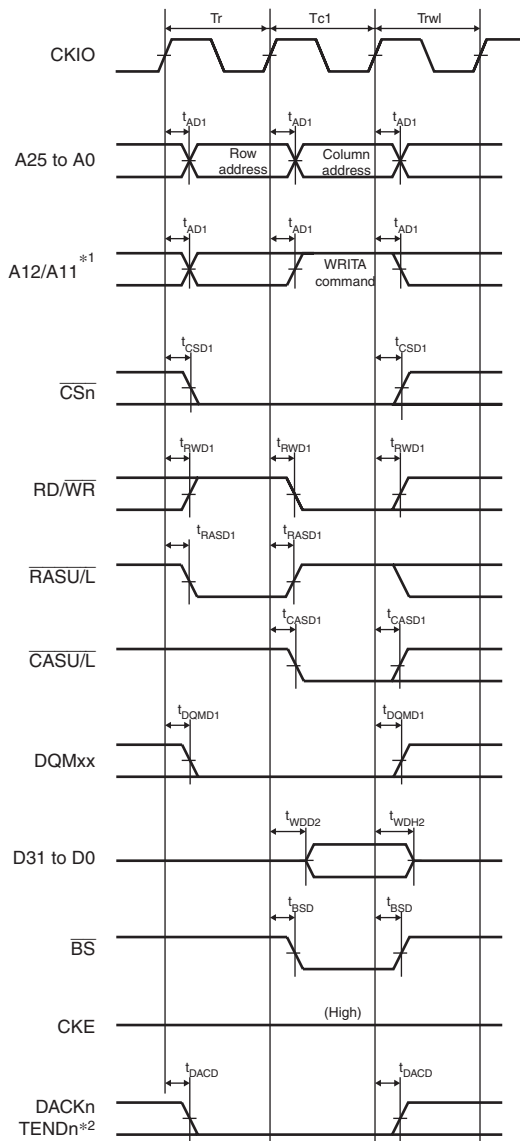 Tr Tc1 Trwl
CKIO
tAD1 tAD1 tAD1
A25 to A0
Row address
Column address
tAD1 tAD1 tAD1
A12/A11*1
WRITA command
tCSD1 tCSD1
CSn
tRWD1 tRWD1 tRWD1
RD/WR
tRASD1 tRASD1
RASU/L
tCASD1 tCASD1
CASU/L
tDQMD1 tDQMD1
DQMxx
tWDD2 tWDH2
D31 to D0
tBSD tBSD
BS
(High)
CKE
tDACD tDACD
DACKn
TENDn*2